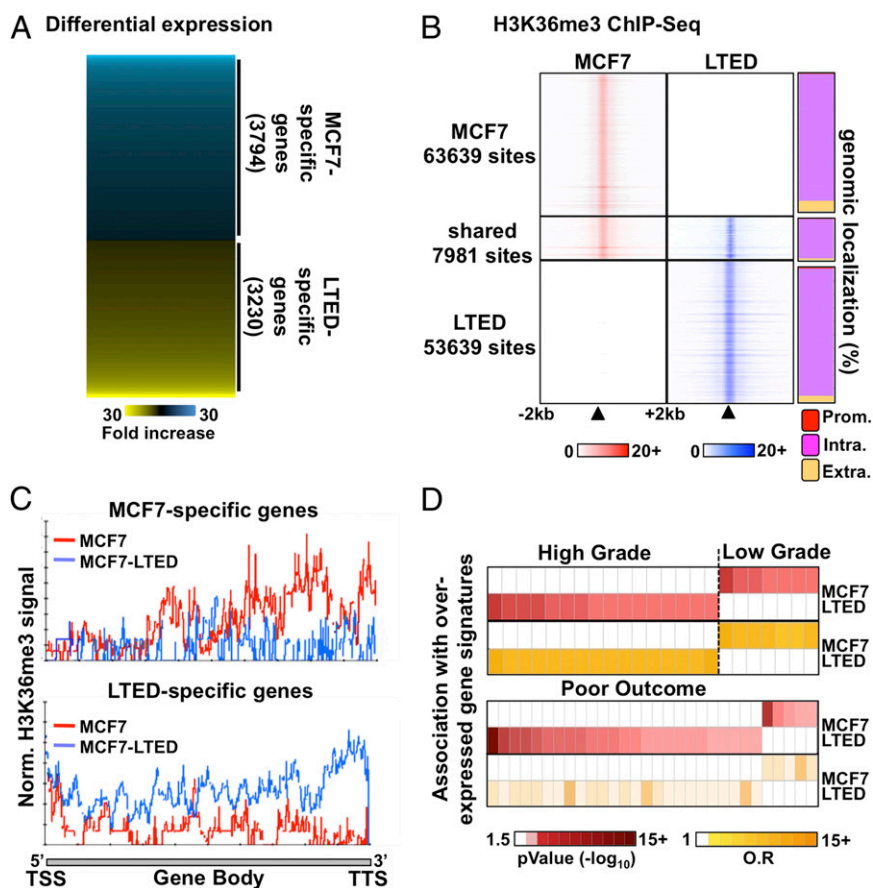 A Differential expression
MCF7-
specific
genes
(3794)
LTED-
specific
genes
(3230)
30 30
Fold increase
B H3K36me3 ChIP-Seq
MCF7 LTED
MCF7
63639 sites
shared
7981 sites
LTED
53639 sites
genomic localization (%)
-2kb +2kb
0 20+ 0 20+
Prom.
Intra.
Extra.
C
MCF7-specific genes
MCF7
MCF7-LTED
LTED-specific genes
MCF7
MCF7-LTED
Norm. H3K36me3 signal
5' 3'
TSS Gene Body TTS
D
High Grade Low Grade
MCF7
LTED
MCF7
LTED
Poor Outcome
MCF7
LTED
MCF7
LTED
Association with over-
expressed gene signatures
1.5 15+ 1 15+
pValue (-log10) O.R